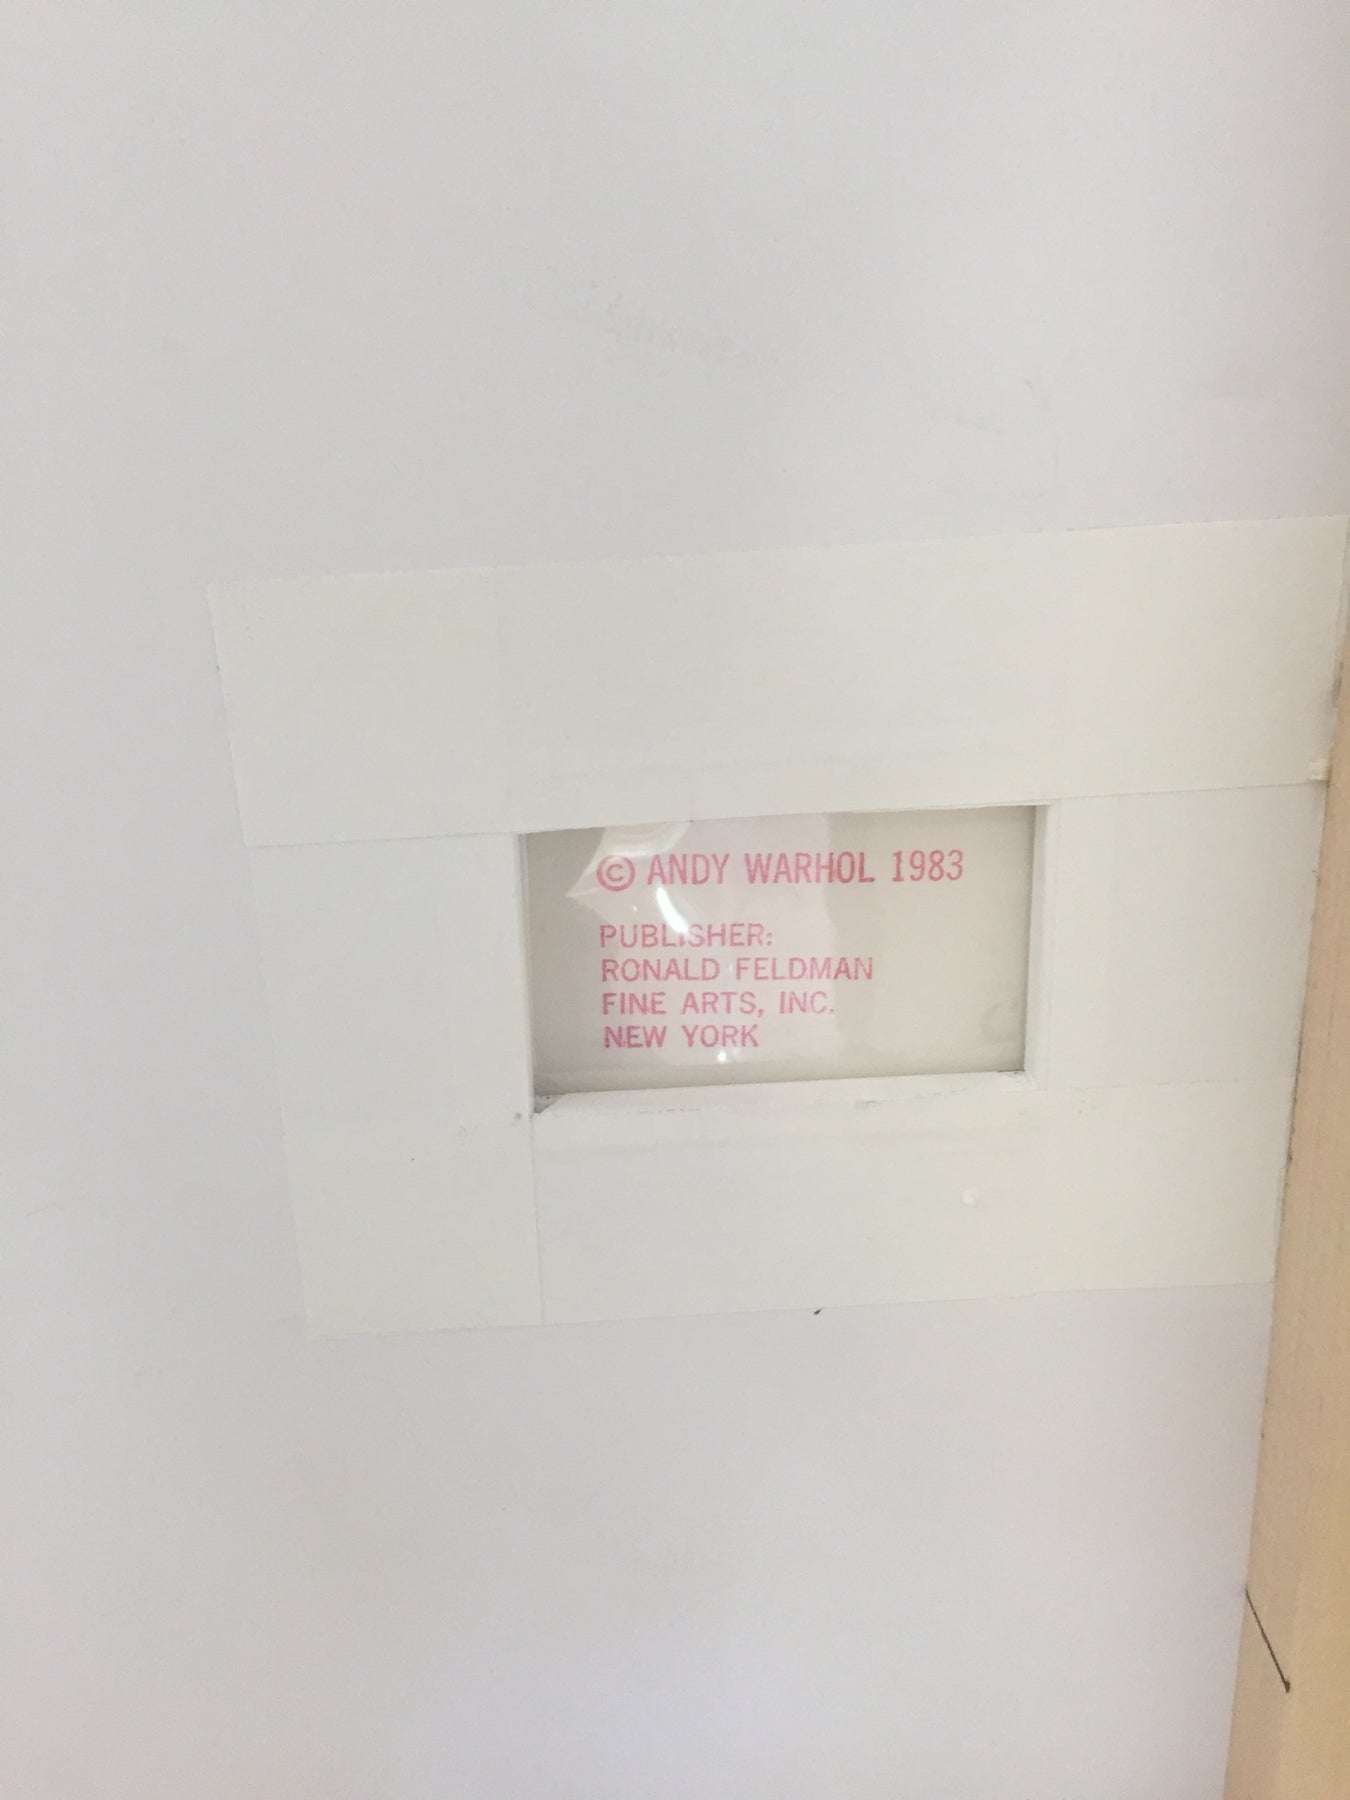 © ANDY WARHOL 1983
PUBLISHER:
RONALD FELDMAN
FINE ARTS, INC.
NEW YORK